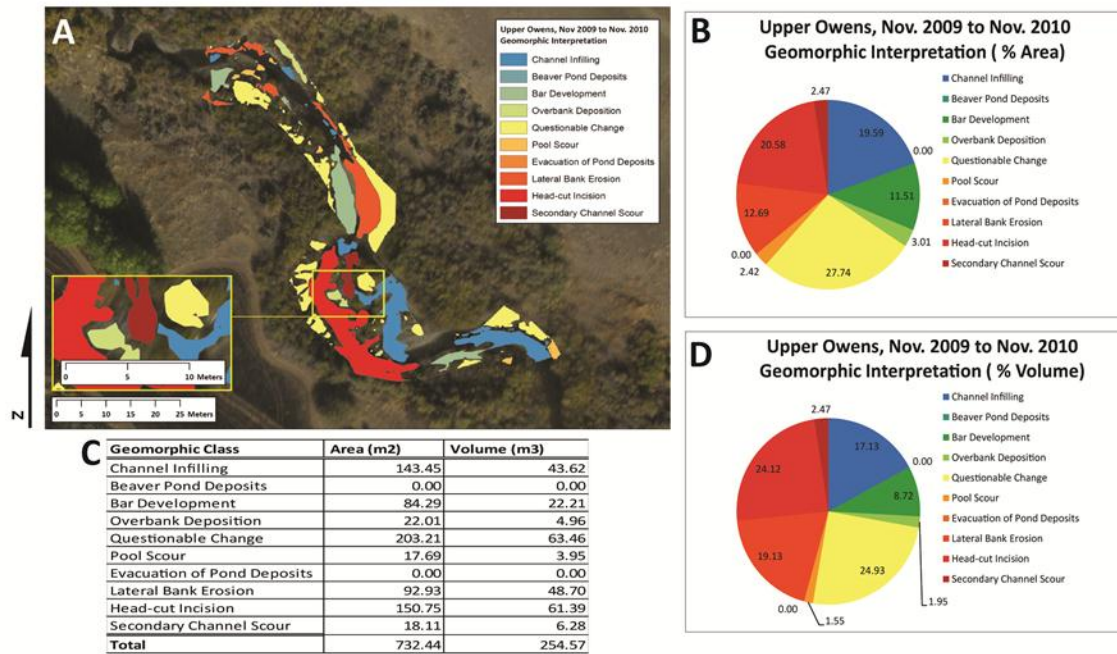 A
Upper Owens, Nov 2009 to Nov. 2010
Geomorphic Interpretation
Channel Infilling
Beaver Pond Deposits
Bar Development
Overbank Deposition
Questionable Change
Pool Scour
Evacuation of Pond Deposits
Lateral Bank Erosion
Head-cut Incision
Secondary Channel Scour
0 5 10
Meters
0 5 10 15 20 25
Meters
N
B
Upper Owens, Nov. 2009 to Nov. 2010
Geomorphic Interpretation ( % Area)
2.47
19.59
0.00
11.51
3.01
27.74
2.42
0.00
12.69
20.58
Channel Infilling
Beaver Pond Deposits
Bar Development
Overbank Deposition
Questionable Change
Pool Scour
Evacuation of Pond Deposits
Lateral Bank Erosion
Head-cut Incision
Secondary Channel Scour
C
Geomorphic Class Area (m2) Volume (m3)
Channel Infilling 143.45 43.62
Beaver Pond Deposits 0.00 0.00
Bar Development 84.29 22.21
Overbank Deposition 22.01 4.96
Questionable Change 203.21 63.46
Pool Scour 17.69 3.95
Evacuation of Pond Deposits 0.00 0.00
Lateral Bank Erosion 92.93 48.70
Head-cut Incision 150.75 61.39
Secondary Channel Scour 18.11 6.28
Total 732.44 254.57
D
Upper Owens, Nov. 2009 to Nov. 2010
Geomorphic Interpretation ( % Volume)
2.47
17.13
0.00
8.72
1.95
24.93
1.55
0.00
19.13
24.12
Channel Infilling
Beaver Pond Deposits
Bar Development
Overbank Deposition
Questionable Change
Pool Scour
Evacuation of Pond Deposits
Lateral Bank Erosion
Head-cut Incision
Secondary Channel Scour